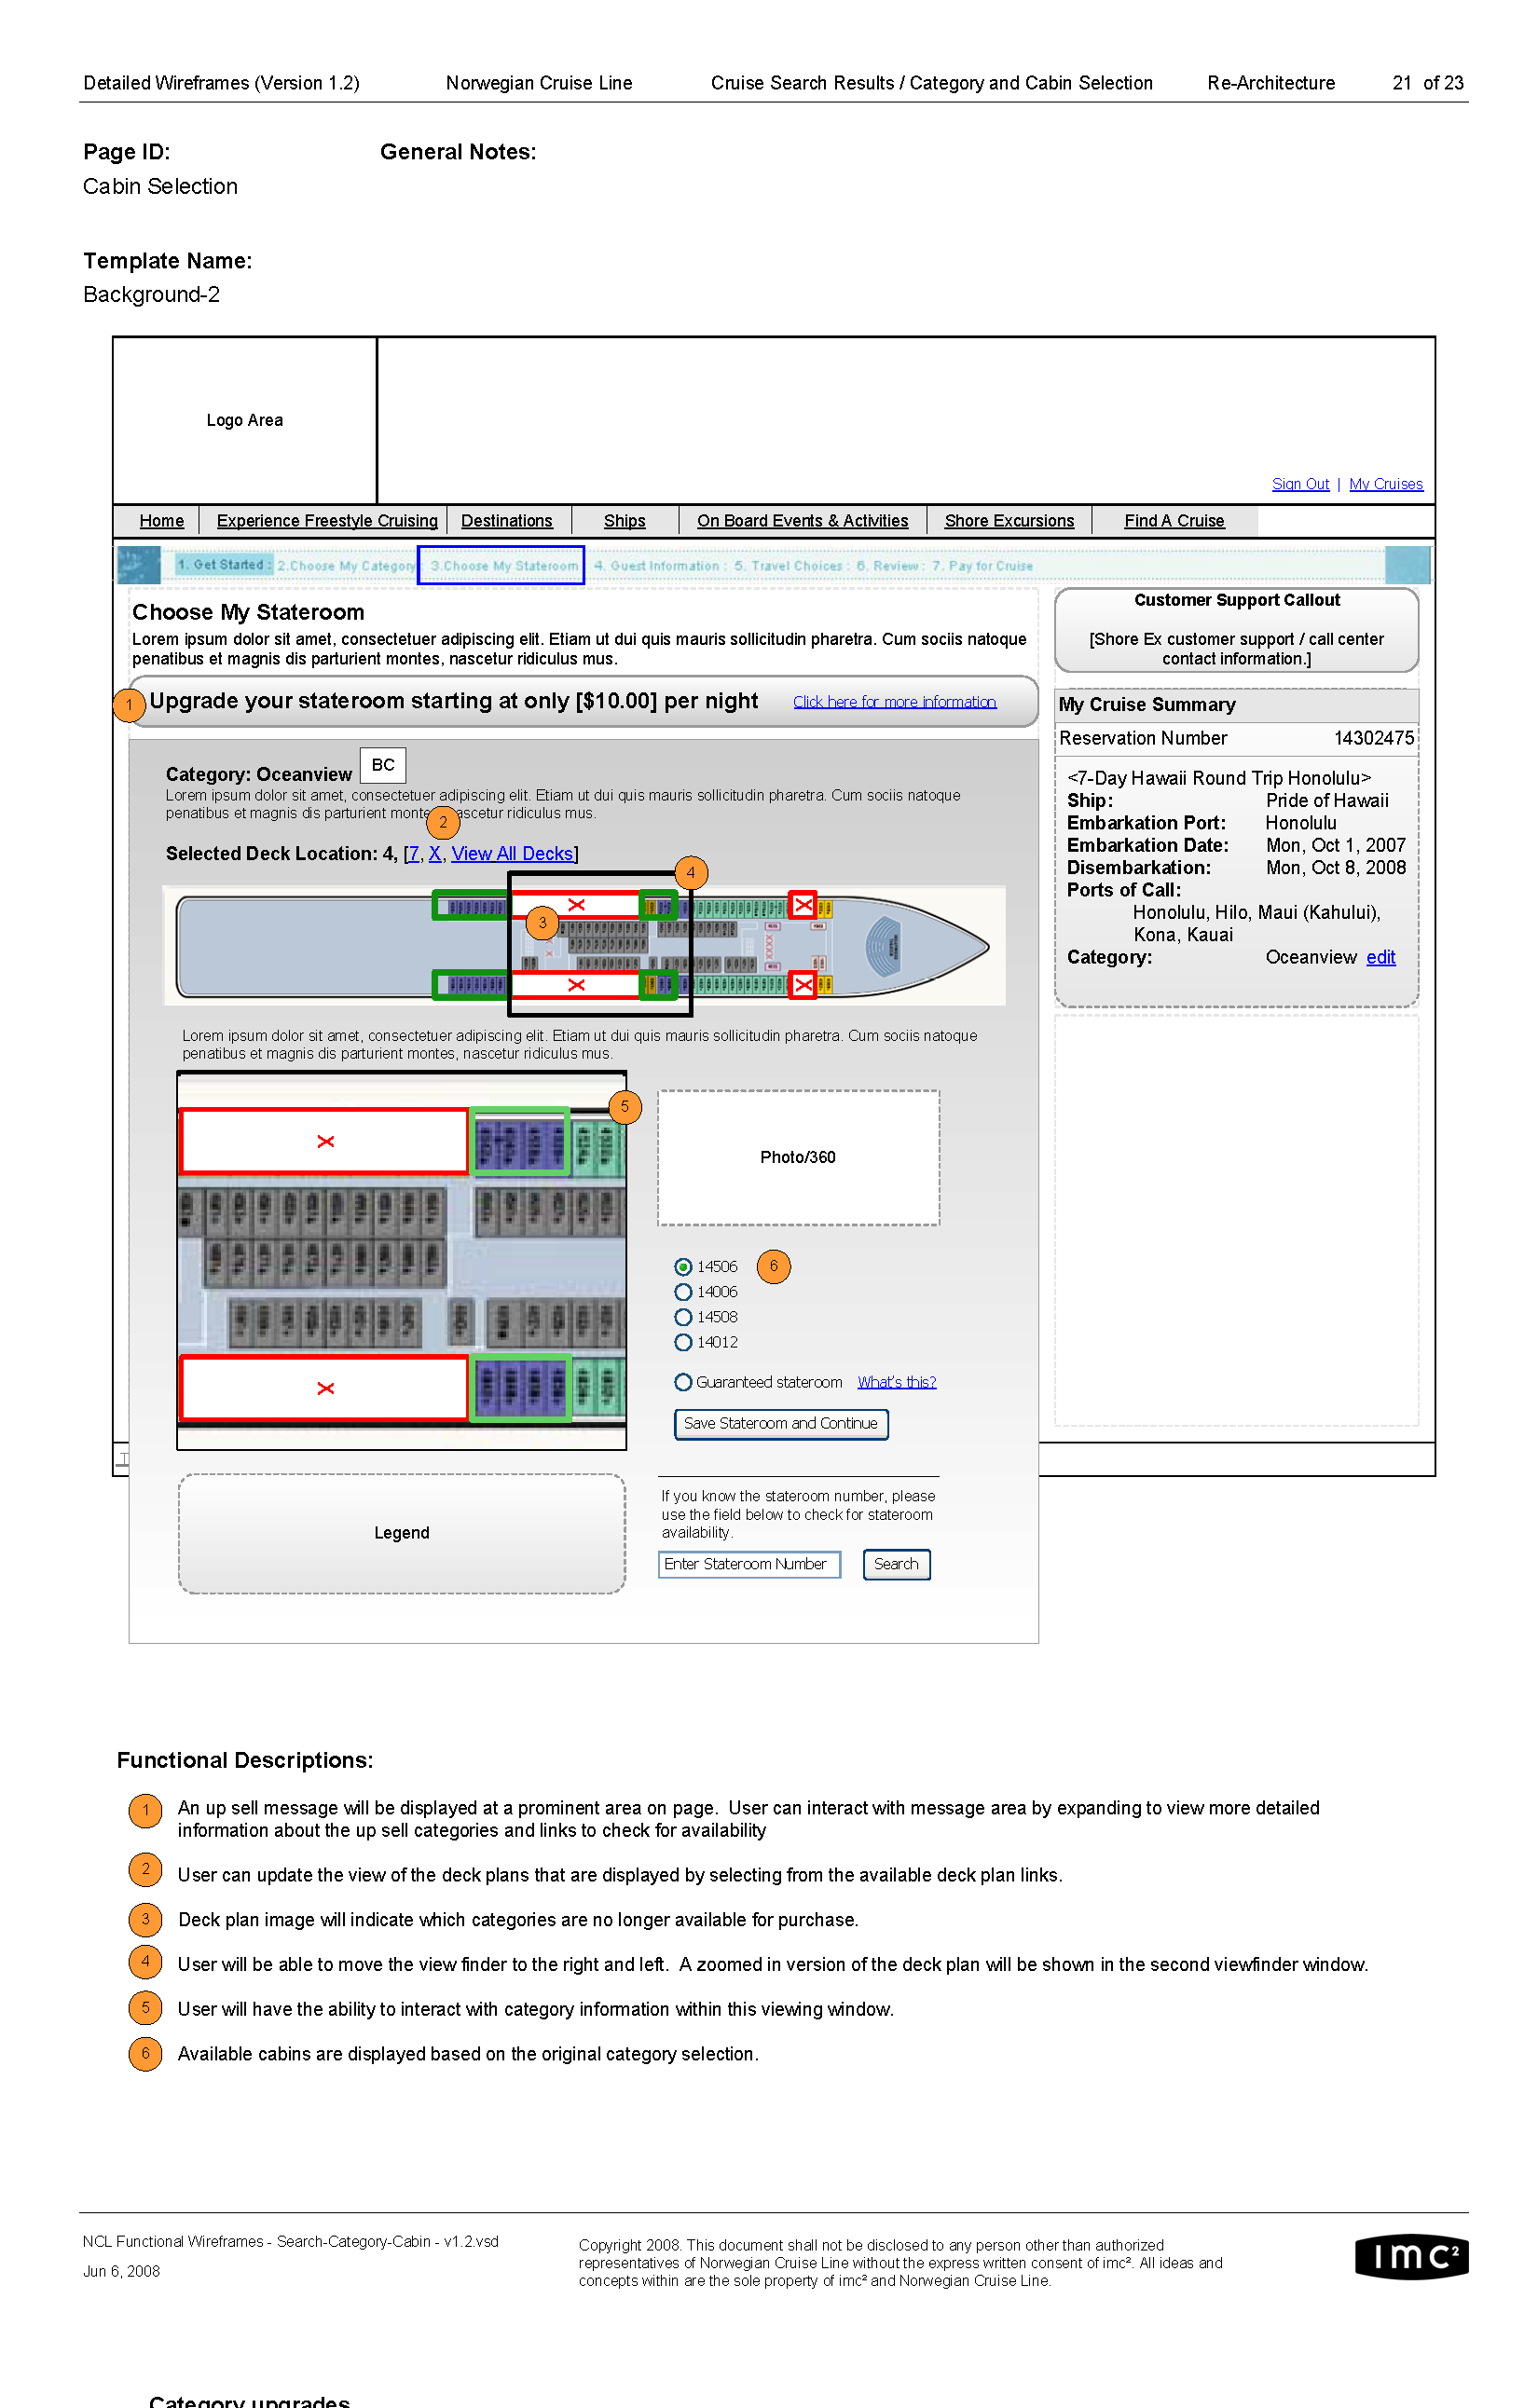 Detailed Wireframes (Version 1.2) Norwegian Cruise Line Cruise Search Results / Category and Cabin Selection Re-Architecture 21 of 23
Page ID: General Notes:
Cabin Selection
Template Name:
Background-2
Logo Area
Sign Out | My Cruises
Home Experience Freestyle Cruising Destinations Ships On Board Events & Activities Shore Excursions Find A Cruise
1. Get Started : 2.Choose My Category : 3.Choose My Stateroom 4. Guest Information : 5. Travel Choices : 6. Review : 7. Pay for Cruise
Choose My Stateroom
Lorem ipsum dolor sit amet, consectetuer adipiscing elit. Etiam ut dui quis mauris sollicitudin pharetra. Cum sociis natoque
penatibus et magnis dis parturient montes, nascetur ridiculus mus.
1 Upgrade your stateroom starting at only [$10.00] per night Click here for more information
Category: Oceanview BC
Lorem ipsum dolor sit amet, consectetuer adipiscing elit. Etiam ut dui quis mauris sollicitudin pharetra. Cum sociis natoque
penatibus et magnis dis parturient monte ascetur ridiculus mus.
2
Selected Deck Location: 4, [7, X, View All Decks]
4
X X
3
X X
Lorem ipsum dolor sit amet, consectetuer adipiscing elit. Etiam ut dui quis mauris sollicitudin pharetra. Cum sociis natoque
penatibus et magnis dis parturient montes, nascetur ridiculus mus.
5
X
X
Photo/360
14506 6
14006
14508
14012
Guaranteed stateroom What's this?
Save Stateroom and Continue
Legend
If you know the stateroom number, please
use the field below to check for stateroom
availability.
Enter Stateroom Number Search
Customer Support Callout
[Shore Ex customer support / call center
contact information.]
My Cruise Summary
Reservation Number 14302475
<7-Day Hawaii Round Trip Honolulu>
Ship: Pride of Hawaii
Embarkation Port: Honolulu
Embarkation Date: Mon, Oct 1, 2007
Disembarkation: Mon, Oct 8, 2008
Ports of Call:
Honolulu, Hilo, Maui (Kahului),
Kona, Kauai
Category: Oceanview edit
Functional Descriptions:
1 An up sell message will be displayed at a prominent area on page. User can interact with message area by expanding to view more detailed
information about the up sell categories and links to check for availability
2 User can update the view of the deck plans that are displayed by selecting from the available deck plan links.
3 Deck plan image will indicate which categories are no longer available for purchase.
4 User will be able to move the view finder to the right and left. A zoomed in version of the deck plan will be shown in the second viewfinder window.
5 User will have the ability to interact with category information within this viewing window.
6 Available cabins are displayed based on the original category selection.
NCL Functional Wireframes - Search-Category-Cabin - v1.2.vsd
Jun 6, 2008
Copyright 2008. This document shall not be disclosed to any person other than authorized
representatives of Norwegian Cruise Line without the express written consent of imc². All ideas and
concepts within are the sole property of imc² and Norwegian Cruise Line.
imc²
Category upgrades